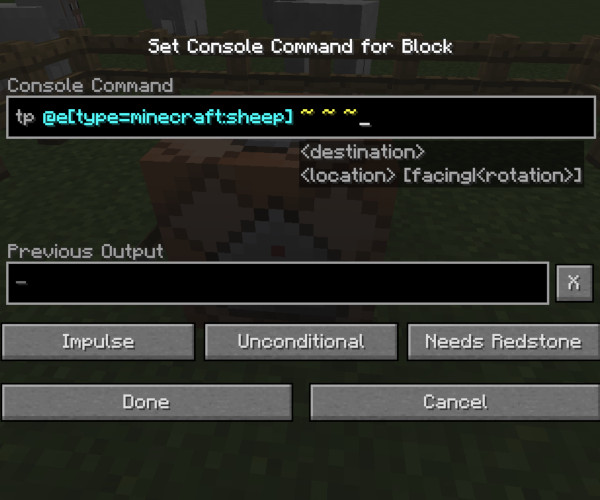 Set Console Command for Block
Console Command
tp @e[type=minecraft:sheep] ~ ~ ~_
<destination>
<location> [facing|<rotation>]
Previous Output
-
X
Impulse Unconditional Needs Redstone
Done Cancel